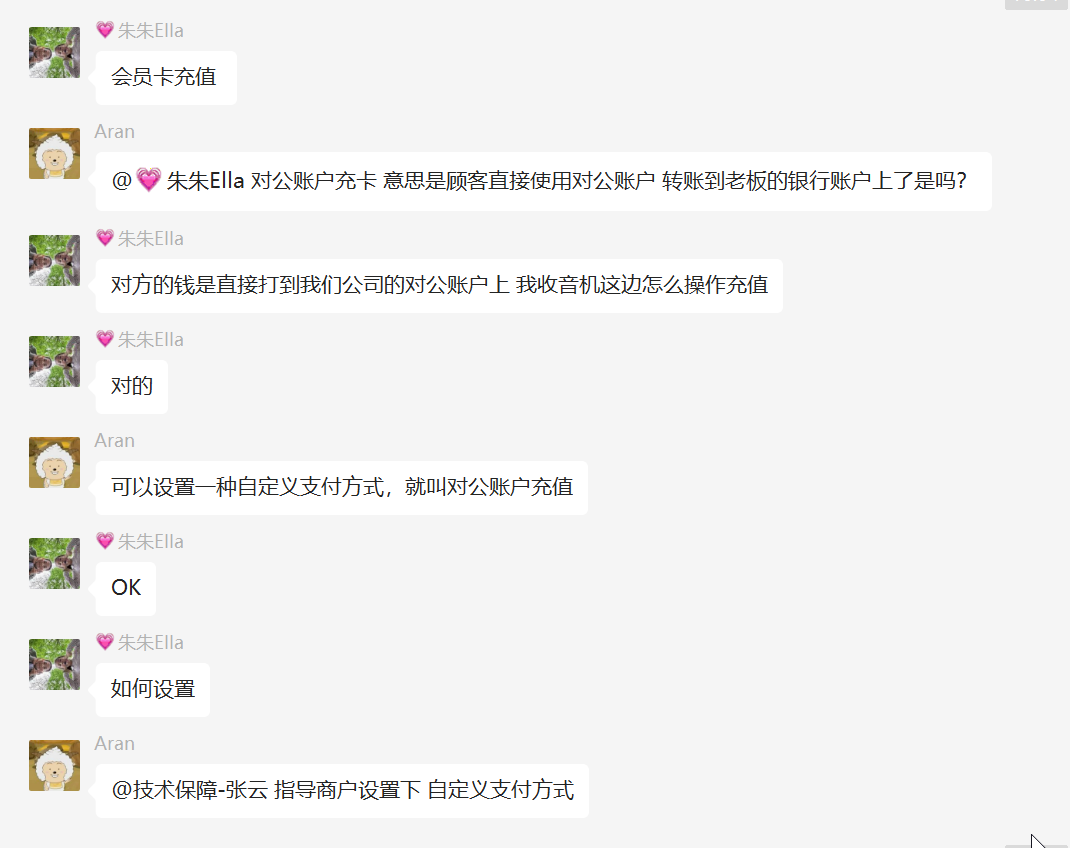 朱朱Ella
会员卡充值
Aran
@💗 朱朱Ella 对公账户充卡 意思是顾客直接使用对公账户 转账到老板的银行账户上了是吗?
朱朱Ella
对方的钱是直接打到我们公司的对公账户上 我收音机这边怎么操作充值
朱朱Ella
对的
Aran
可以设置一种自定义支付方式，就叫对公账户充值
朱朱Ella
OK
朱朱Ella
如何设置
Aran
@技术保障-张云 指导商户设置下 自定义支付方式